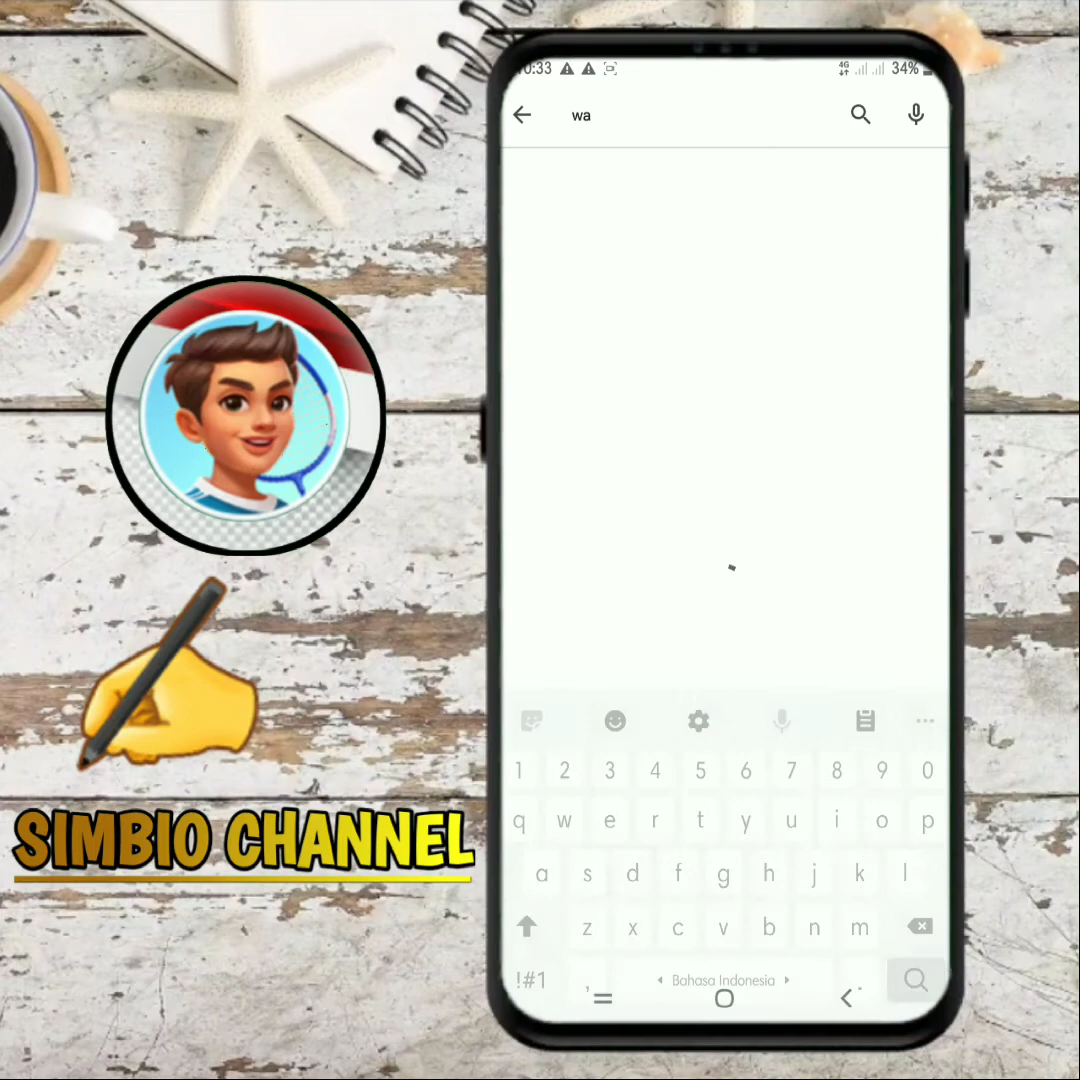 0:33 4G 34%
wa
1 2 3 4 5 6 7 8 9 0
q w e r t y u i o p
a s d f g h j k l
z x c v b n m
!#1 , Bahasa Indonesia .
SIMBIO CHANNEL